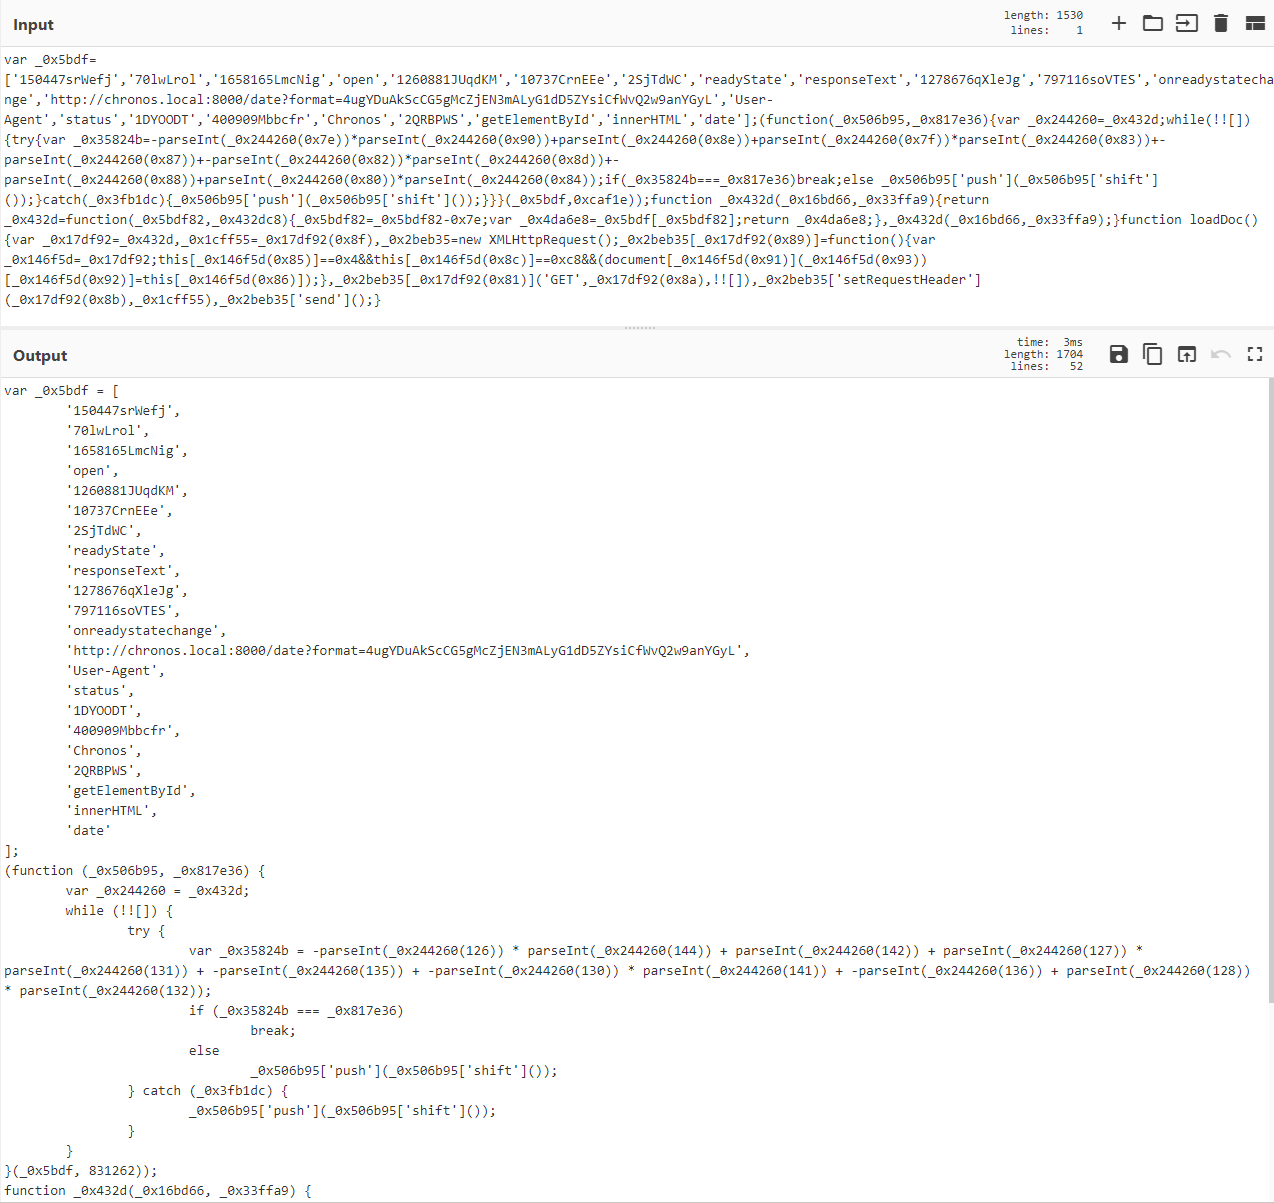 Input
length: 1530
lines: 1
var _0x5bdf=
['150447srWefj','70lwLrol','1658165LmcNig','open','1260881JUqdKM','10737CrnEEe','2SjTdWC','readyState','responseText','1278676qXleJg','797116soVTES','onreadystatecha
nge','http://chronos.local:8000/date?format=4ugYDuAkScCG5gMcZjEN3mALyG1dD5ZYsiCfWvQ2w9anYGyL','User-
Agent','status','1DYOODT','400909Mbbcfr','Chronos','2QRBPWS','getElementById','innerHTML','date'];(function(_0x506b95,_0x817e36){var _0x244260=_0x432d;while(!![])
{try{var _0x35824b=-parseInt(_0x244260(0x7e))*parseInt(_0x244260(0x90))+parseInt(_0x244260(0x8e))+parseInt(_0x244260(0x7f))*parseInt(_0x244260(0x83))+-
parseInt(_0x244260(0x87))+-parseInt(_0x244260(0x82))*parseInt(_0x244260(0x8d))+-
parseInt(_0x244260(0x88))+parseInt(_0x244260(0x80))*parseInt(_0x244260(0x84));if(_0x35824b===_0x817e36)break;else _0x506b95['push'](_0x506b95['shift']
());}catch(_0x3fb1dc){_0x506b95['push'](_0x506b95['shift']());}}}(_0x5bdf,0xcaf1e));function _0x432d(_0x16bd66,_0x33ffa9){return
_0x432d=function(_0x5bdf82,_0x432dc8){_0x5bdf82=_0x5bdf82-0x7e;var _0x4da6e8=_0x5bdf[_0x5bdf82];return _0x4da6e8;},_0x432d(_0x16bd66,_0x33ffa9);}function loadDoc()
{var _0x17df92=_0x432d,_0x1cff55=_0x17df92(0x8f),_0x2beb35=new XMLHttpRequest();_0x2beb35[_0x17df92(0x89)]=function(){var
_0x146f5d=_0x17df92;this[_0x146f5d(0x85)]==0x4&&this[_0x146f5d(0x8c)]==0xc8&&(document[_0x146f5d(0x91)](_0x146f5d(0x93))
[_0x146f5d(0x92)]=this[_0x146f5d(0x86)]);},_0x2beb35[_0x17df92(0x81)]('GET',_0x17df92(0x8a),!![]),_0x2beb35['setRequestHeader']
(_0x17df92(0x8b),_0x1cff55),_0x2beb35['send']();}
Output
time: 3ms
length: 1704
lines: 52
var _0x5bdf = [
'150447srWefj',
'70lwLrol',
'1658165LmcNig',
'open',
'1260881JUqdKM',
'10737CrnEEe',
'2SjTdWC',
'readyState',
'responseText',
'1278676qXleJg',
'797116soVTES',
'onreadystatechange',
'http://chronos.local:8000/date?format=4ugYDuAkScCG5gMcZjEN3mALyG1dD5ZYsiCfWvQ2w9anYGyL',
'User-Agent',
'status',
'1DYOODT',
'400909Mbbcfr',
'Chronos',
'2QRBPWS',
'getElementById',
'innerHTML',
'date'
];
(function (_0x506b95, _0x817e36) {
var _0x244260 = _0x432d;
while (!![]) {
try {
var _0x35824b = -parseInt(_0x244260(126)) * parseInt(_0x244260(144)) + parseInt(_0x244260(142)) + parseInt(_0x244260(127)) *
parseInt(_0x244260(131)) + -parseInt(_0x244260(135)) + -parseInt(_0x244260(130)) * parseInt(_0x244260(141)) + -parseInt(_0x244260(136)) + parseInt(_0x244260(128))
* parseInt(_0x244260(132));
if (_0x35824b === _0x817e36)
break;
else
_0x506b95['push'](_0x506b95['shift']());
} catch (_0x3fb1dc) {
_0x506b95['push'](_0x506b95['shift']());
}
}
}(_0x5bdf, 831262));
function _0x432d(_0x16bd66, _0x33ffa9) {